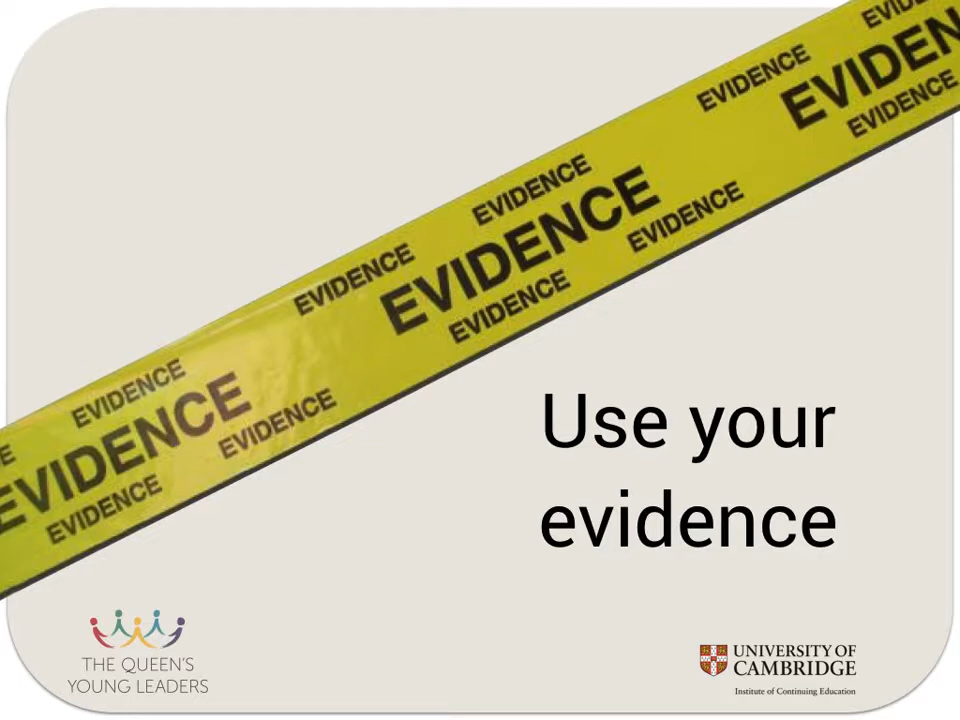 EVIDENCE
EVIDENCE
EVIDENCE
EVIDENCE
EVIDENCE
EVIDENCE
EVIDENCE
EVIDENCE
EVIDENCE
EVIDENCE
EVIDENCE
EVIDENCE
EVIDENCE
Use your
evidence
THE QUEEN'S
YOUNG LEADERS
UNIVERSITY OF
CAMBRIDGE
Institute of Continuing Education